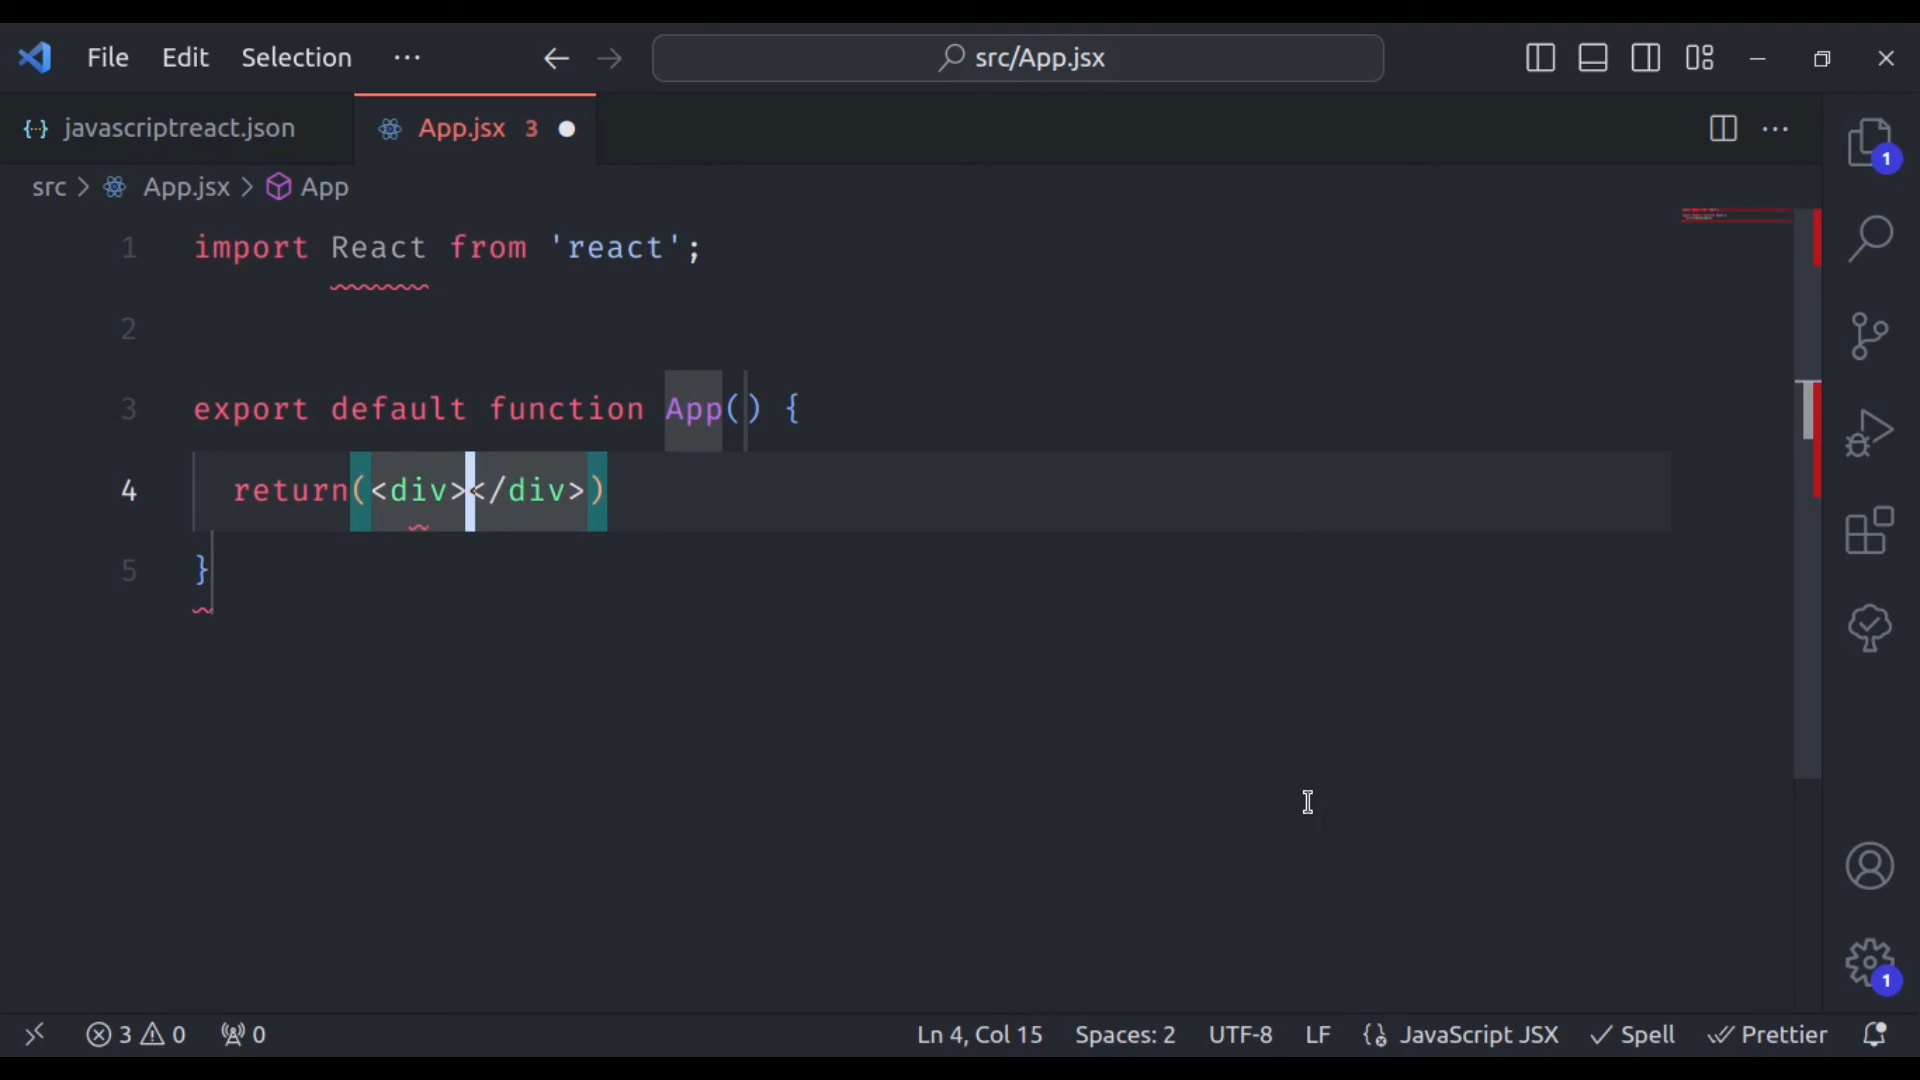 File Edit Selection ··· src/App.jsx
javascriptreact.json App.jsx 3
src > App.jsx > App
1 import React from 'react';
2
3 export default function App() {
4 return(<div></div>)
5 }
3 0 0 Ln 4, Col 15 Spaces: 2 UTF-8 LF JavaScript JSX Spell Prettier
1
1